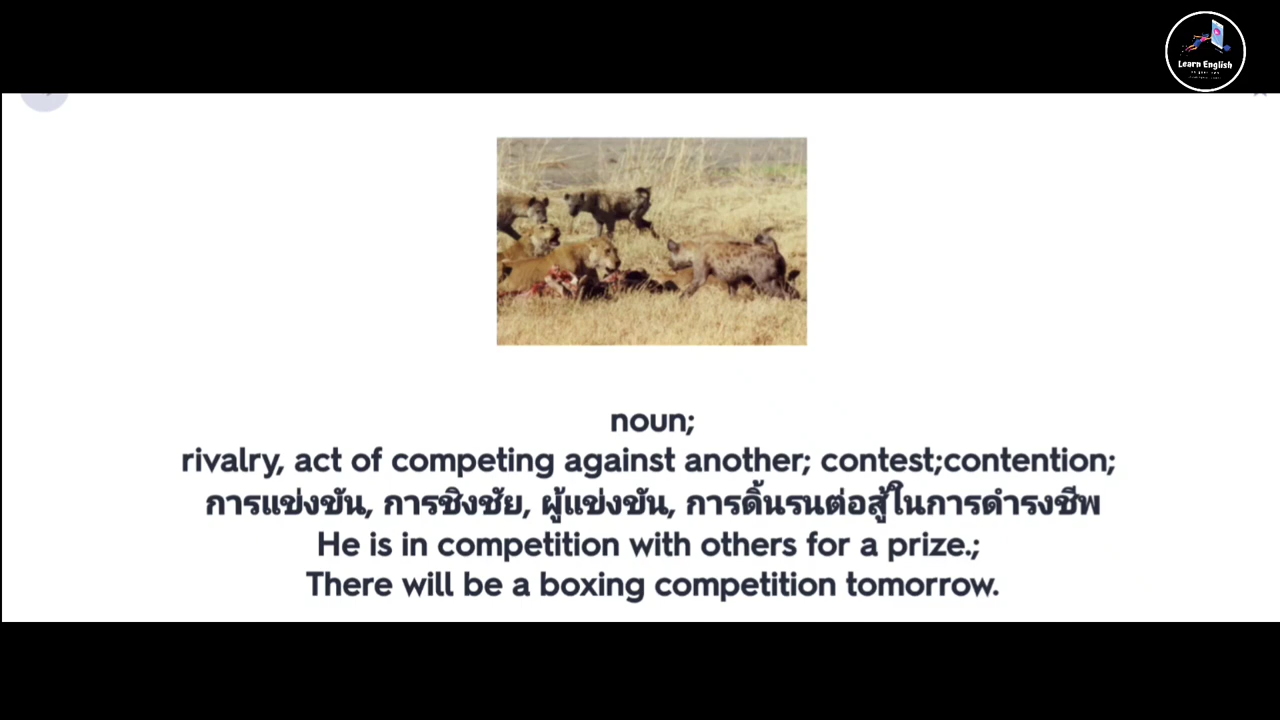 Learn English
noun;
rivalry, act of competing against another; contest;contention;
การแข่งขัน, การชิงชัย, ผู้แข่งขัน, การดิ้นรนต่อสู้ในการดำรงชีพ
He is in competition with others for a prize.;
There will be a boxing competition tomorrow.